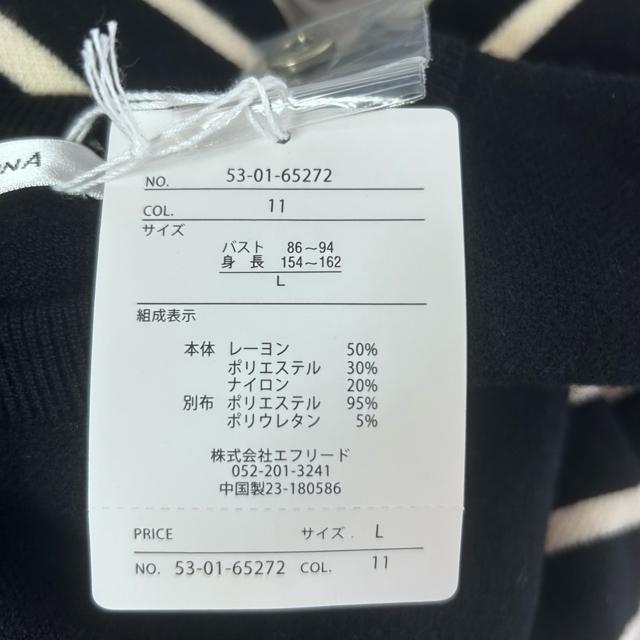 NO. 53-01-65272
COL. 11
サイズ
バスト 86～94
身 長 154～162
L
組成表示
本体 レーヨン 50%
ポリエステル 30%
ナイロン 20%
別布 ポリエステル 95%
ポリウレタン 5%
株式会社エフリード
052-201-3241
中国製23-180586
PRICE サイズ . L
NO. 53-01-65272 COL. 11